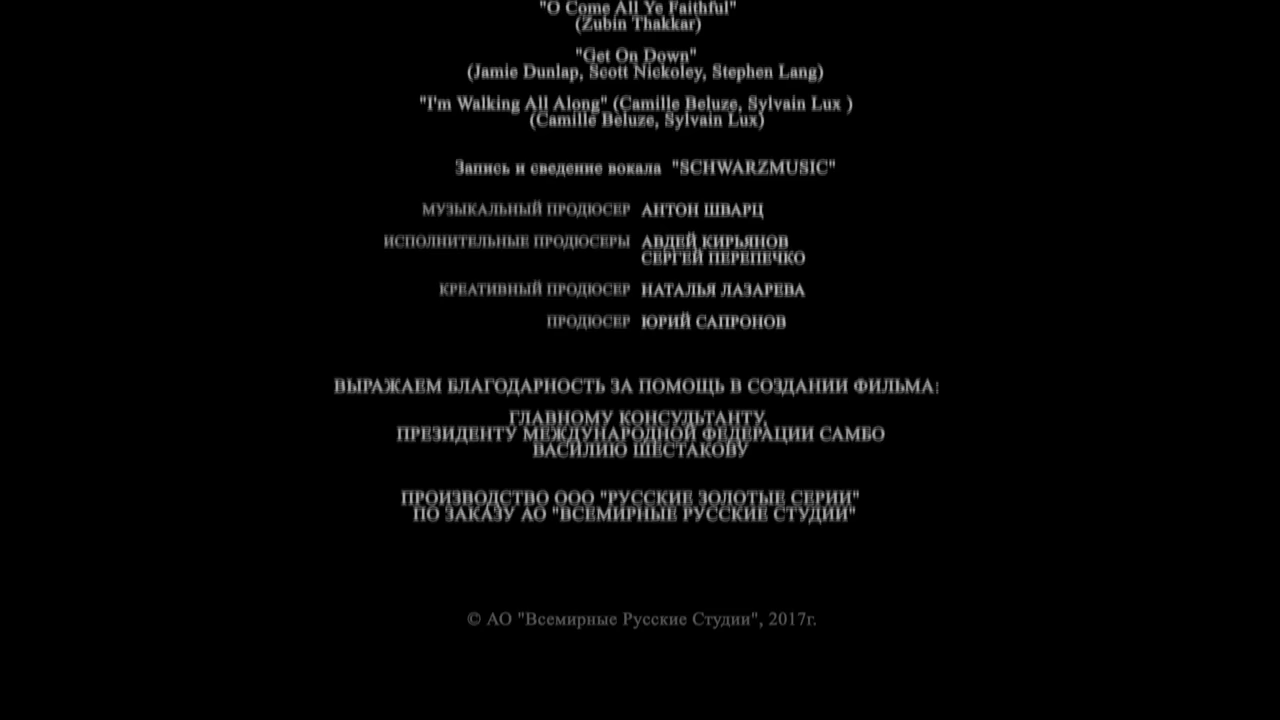 "O Come All Ye Faithful"
(Zubin Thakkar)
"Get On Down"
(Jamie Dunlap, Scott Nickoley, Stephen Lang)
"I'm Walking All Along" (Camille Beluze, Sylvain Lux )
(Camille Beluze, Sylvain Lux)
Запись и сведение вокала "SCHWARZMUSIC"
МУЗЫКАЛЬНЫЙ ПРОДЮСЕР АНТОН ШВАРЦ
ИСПОЛНИТЕЛЬНЫЕ ПРОДЮСЕРЫ АВДЕЙ КИРЬЯНОВ
СЕРГЕЙ ПЕРЕПЕЧКО
КРЕАТИВНЫЙ ПРОДЮСЕР НАТАЛЬЯ ЛАЗАРЕВА
ПРОДЮСЕР ЮРИЙ САПРОНОВ
ВЫРАЖАЕМ БЛАГОДАРНОСТЬ ЗА ПОМОЩЬ В СОЗДАНИИ ФИЛЬМА:
ГЛАВНОМУ КОНСУЛЬТАНТУ,
ПРЕЗИДЕНТУ МЕЖДУНАРОДНОЙ ФЕДЕРАЦИИ САМБО
ВАСИЛИЮ ШЕСТАКОВУ
ПРОИЗВОДСТВО ООО "РУССКИЕ ЗОЛОТЫЕ СЕРИИ"
ПО ЗАКАЗУ АО "ВСЕМИРНЫЕ РУССКИЕ СТУДИИ"
© АО "Всемирные Русские Студии", 2017г.